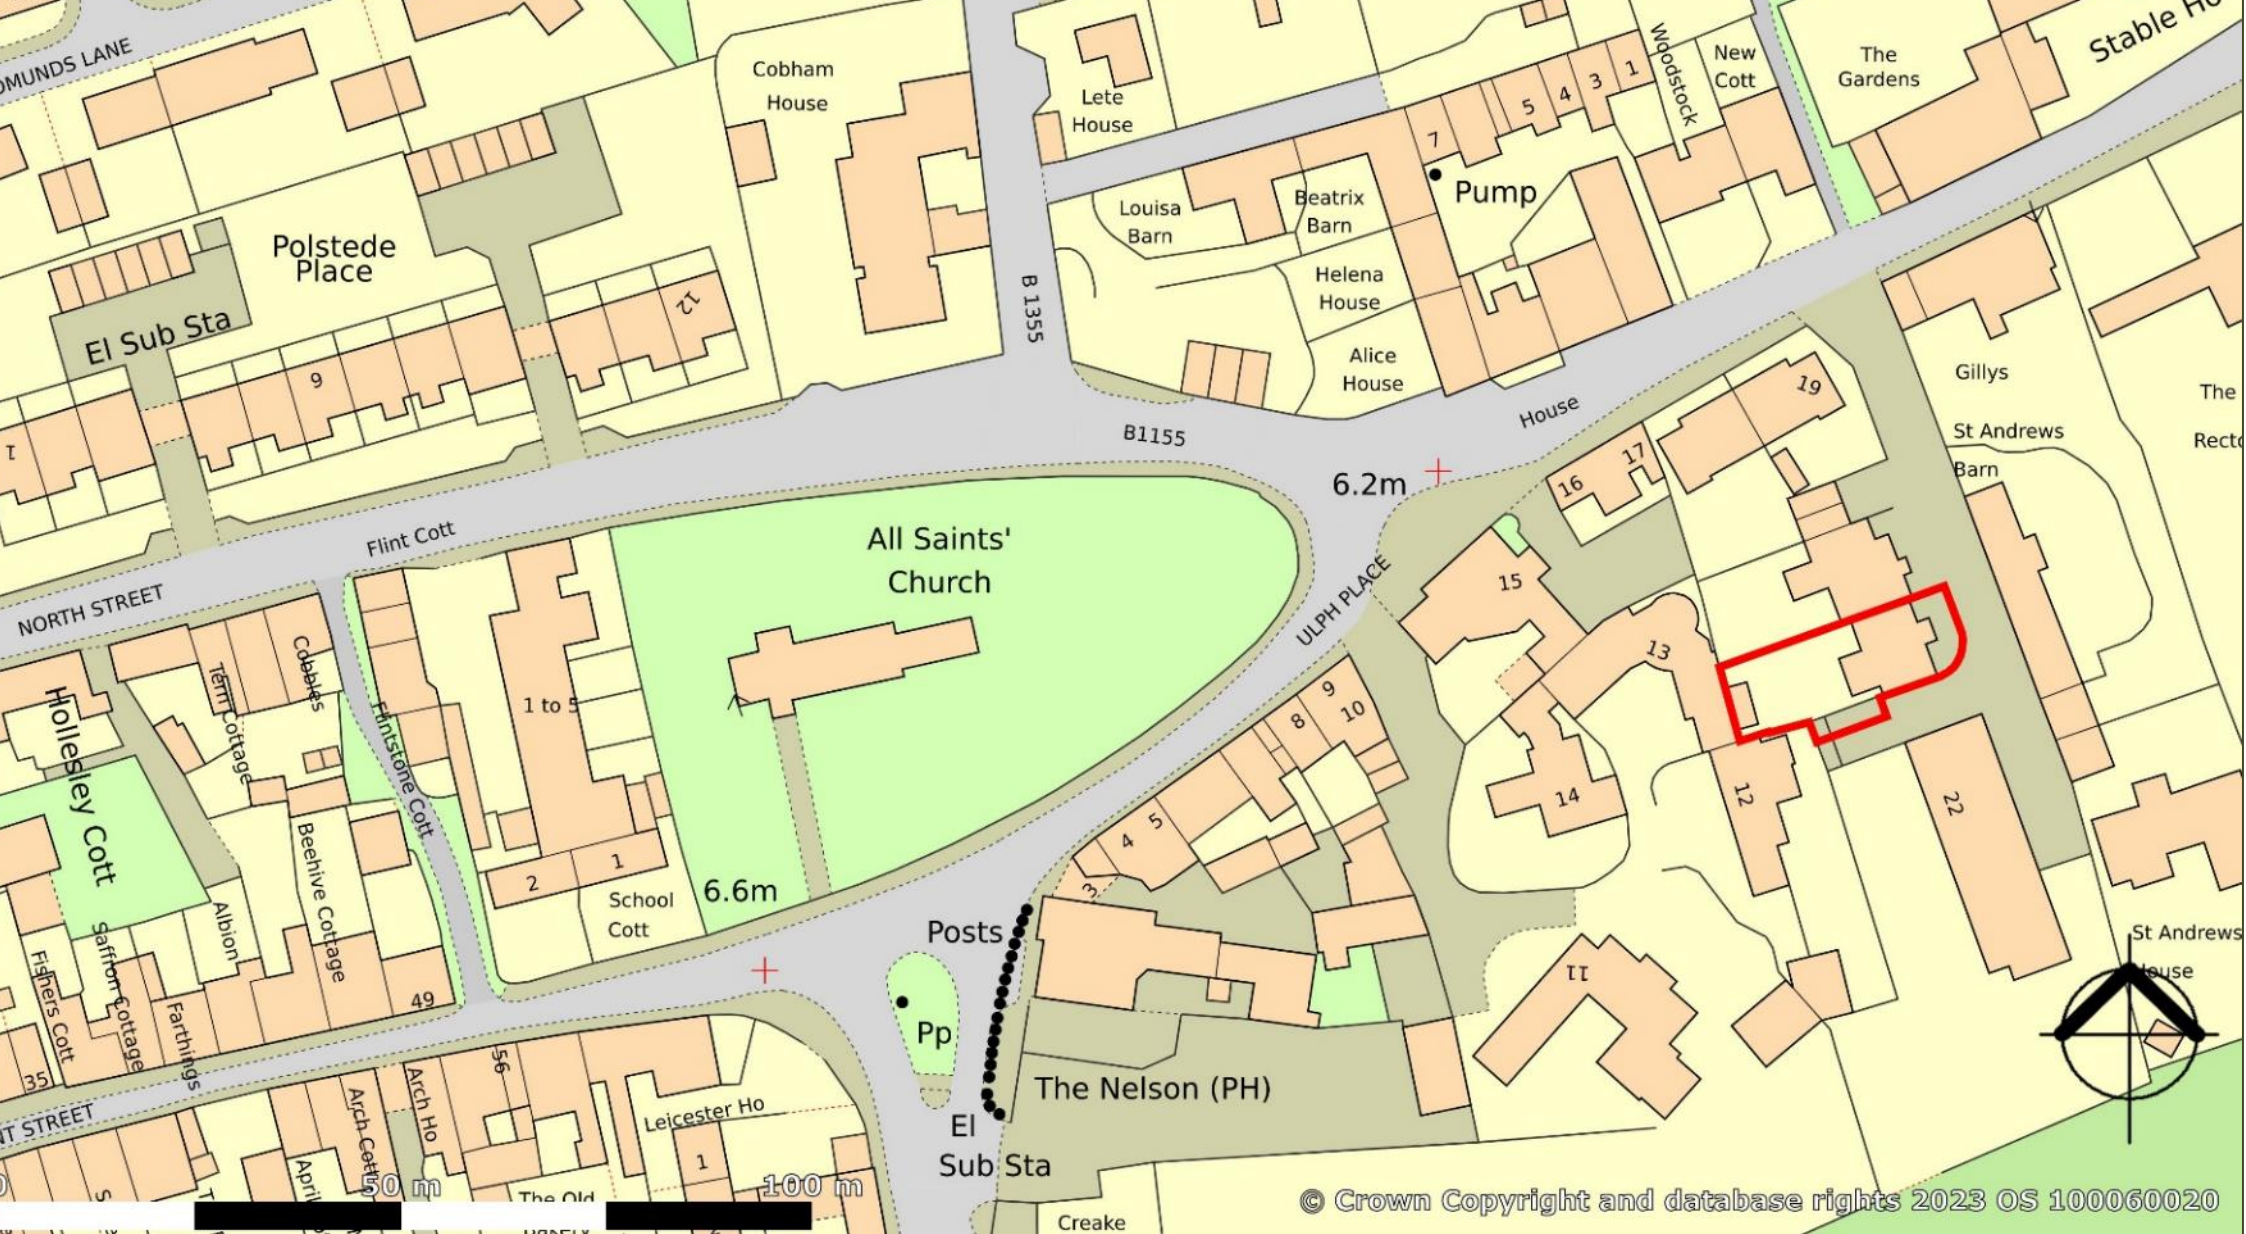 Stable Ho
OMUNDS LANE
Cobham
House
Lete
House
5
4
3
1
7
Woodstock
New
Cott
The
Gardens
Pump
Louisa
Barn
Beatrix
Barn
Helena
House
Alice
House
Polstede
Place
El Sub Sta
12
9
1
B 1355
B1155
House
6.2m
Gillys
St Andrews
Barn
The
Recto
19
17
16
15
13
14
12
22
11
All Saints'
Church
ULPH PLACE
Flint Cott
NORTH STREET
Cobbles
Tern Cottage
Hollesley Cott
Flintstone Cott
1 to 5
Beehive Cottage
Albion
Saffron Cottage
Fishers Cott
Farthings
49
35
2
1
School
Cott
6.6m
9
10
8
5
4
3
Posts
Pp
The Nelson (PH)
El
Sub Sta
St Andrews
House
NT STREET
56
Arch Ho
Arch Cott
April
Leicester Ho
1
The Old
Bakery
Creake
50 m
100 m
© Crown Copyright and database rights 2023 OS 100060020